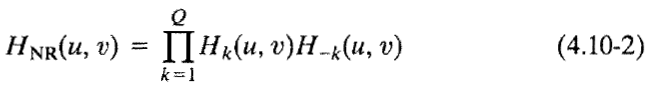 H_NR(u, v) = ∏_{k=1}^{Q} H_k(u, v)H_{-k}(u, v) (4.10-2)